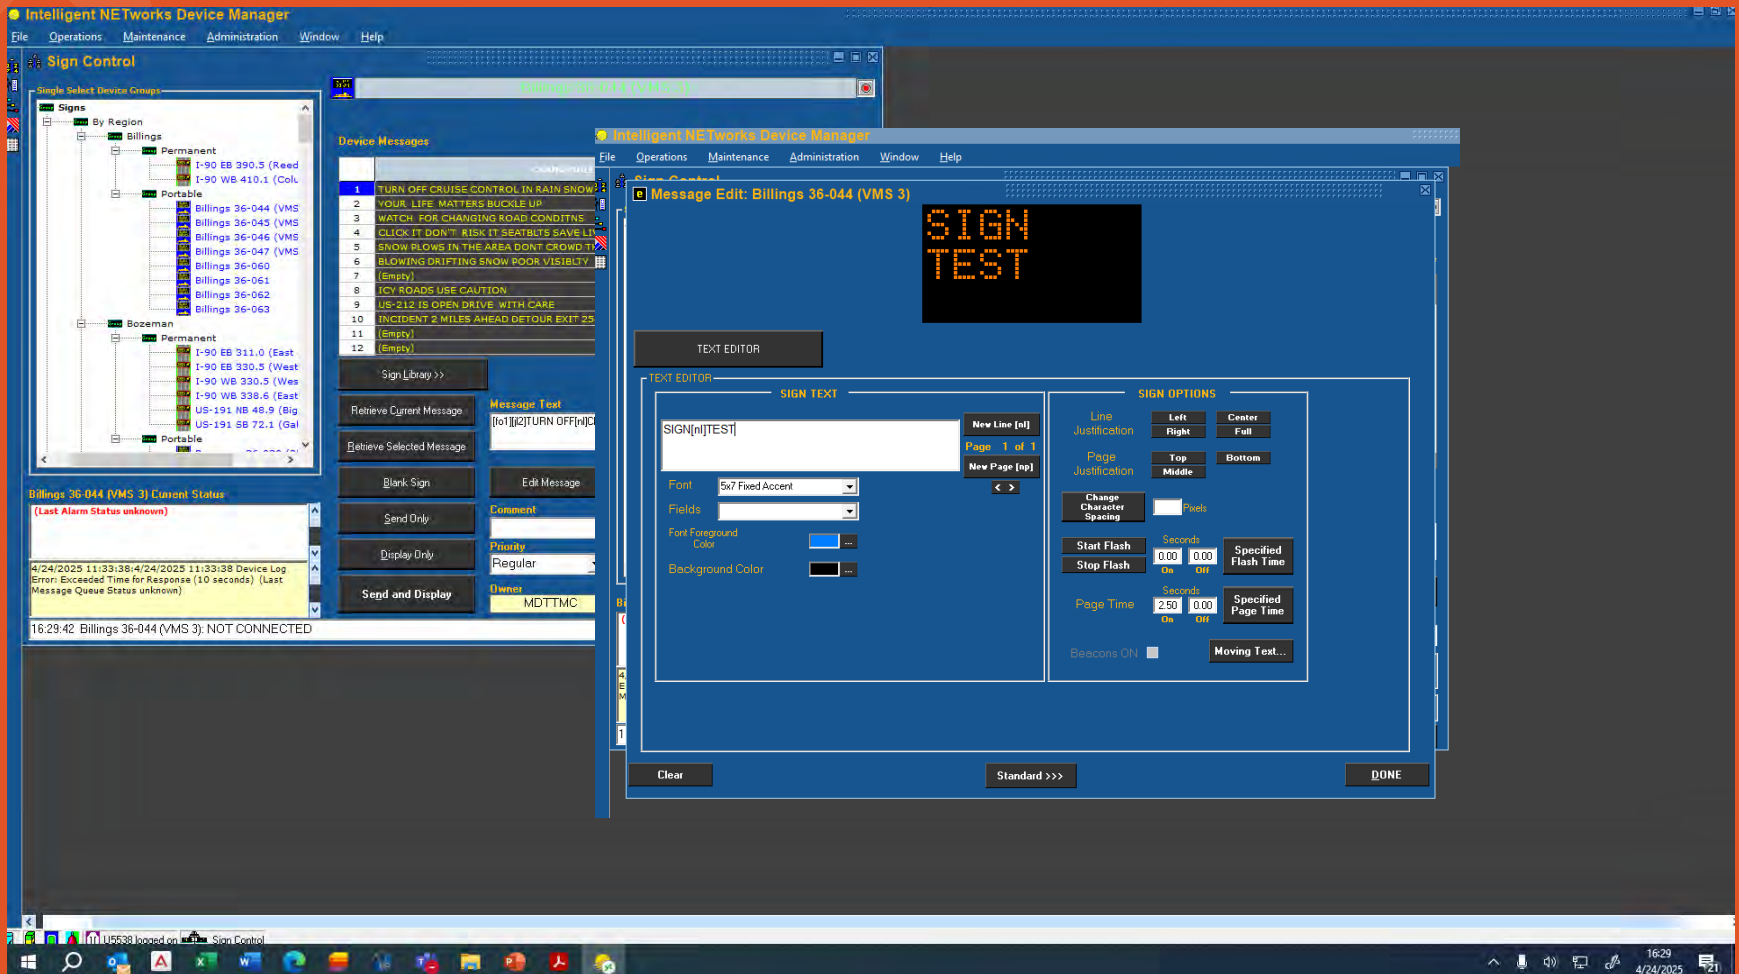 Intelligent NETworks Device Manager
File Operations Maintenance Administration Window Help
Sign Control
Single Select Device Groups
Signs
By Region
Billings
Permanent
I-90 EB 390.5 (Reed
I-90 WB 410.1 (Colu
Portable
Billings 36-044 (VMS
Billings 36-045 (VMS
Billings 36-046 (VMS
Billings 36-047 (VMS
Billings 36-060
Billings 36-061
Billings 36-062
Billings 36-063
Bozeman
Permanent
I-90 EB 311.0 (East
I-90 EB 330.5 (West
I-90 WB 330.5 (Wes
I-90 WB 338.6 (East
US-191 NB 48.9 (Big
US-191 SB 72.1 (Gal
Portable
Billings 36-044 (VMS 3) Current Status
(Last Alarm Status unknown)
4/24/2025 11:33:38:4/24/2025 11:33:38 Device Log
Error: Exceeded Time for Response (10 seconds) (Last
Message Queue Status unknown)
16:29:42 Billings 36-044 (VMS 3): NOT CONNECTED
Billings 36-044 (VMS 3)
Device Messages
<CHANGEABLE>
1 TURN OFF CRUISE CONTROL IN RAIN SNOW
2 YOUR LIFE MATTERS BUCKLE UP
3 WATCH FOR CHANGING ROAD CONDITNS
4 CLICK IT DON'T RISK IT SEATBLTS SAVE LIV
5 SNOW PLOWS IN THE AREA DONT CROWD TH
6 BLOWING DRIFTING SNOW POOR VISIBLTY
7 (Empty)
8 ICY ROADS USE CAUTION
9 US-212 IS OPEN DRIVE WITH CARE
10 INCIDENT 2 MILES AHEAD DETOUR EXIT 25
11 (Empty)
12 (Empty)
Sign Library >>
Retrieve Current Message
Retrieve Selected Message
Blank Sign
Send Only
Display Only
Send and Display
Message Text
[fo1][jl2]TURN OFF[nl]C
Edit Message
Comment
Priority
Regular
Owner
MDTTMC
Intelligent NETworks Device Manager
File Operations Maintenance Administration Window Help
Sign Control
Message Edit: Billings 36-044 (VMS 3)
SIGN
TEST
TEXT EDITOR
TEXT EDITOR
SIGN TEXT
SIGN[nl]TEST
New Line [nl]
Page 1 of 1
New Page [np]
< >
Font 5x7 Fixed Accent
Fields
Font Foreground
Color ...
Background Color ...
SIGN OPTIONS
Line
Justification
Left Center
Right Full
Page
Justification
Top Bottom
Middle
Change
Character
Spacing
Pixels
Start Flash
Stop Flash
Seconds
0.00 0.00
On Off
Specified
Flash Time
Page Time
Seconds
2.50 0.00
On Off
Specified
Page Time
Beacons ON
Moving Text...
Clear
Standard >>>
DONE
U5538 logged on
Sign Control
16:29
4/24/2025
21